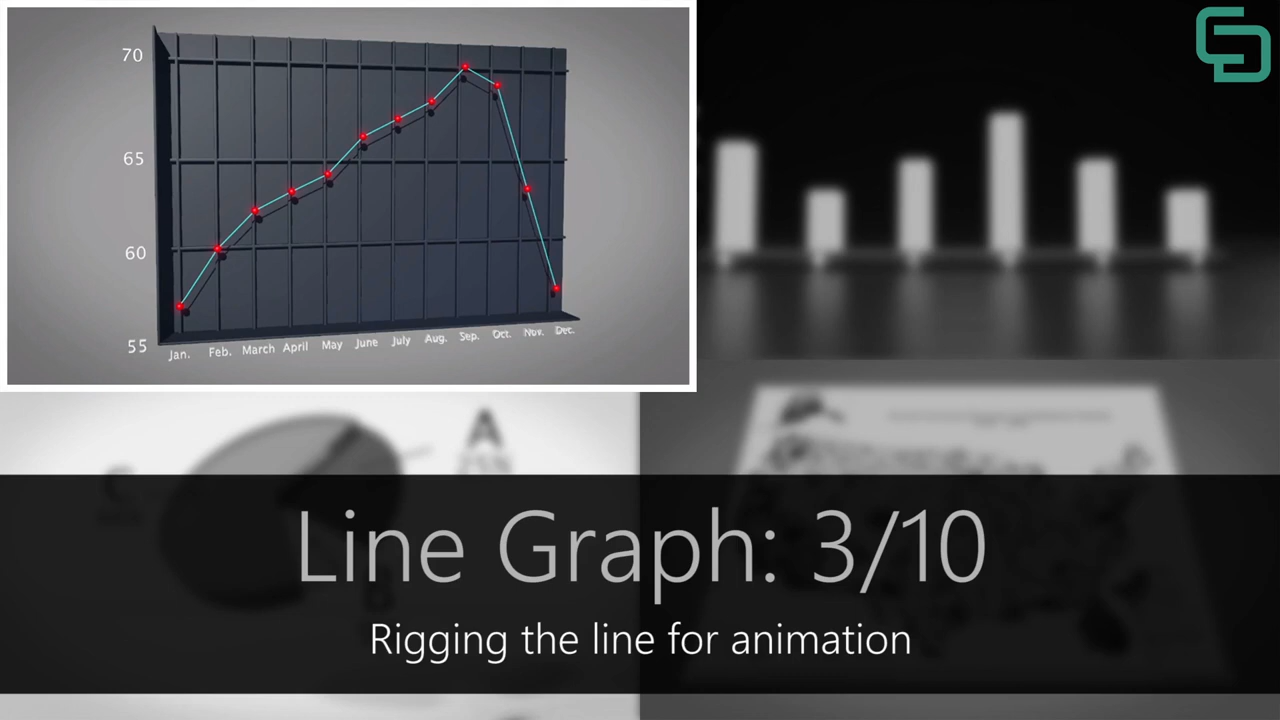 70
65
60
55
Jan. Feb. March April May June July Aug. Sep. Oct. Nov. Dec.
A
Line Graph: 3/10
Rigging the line for animation